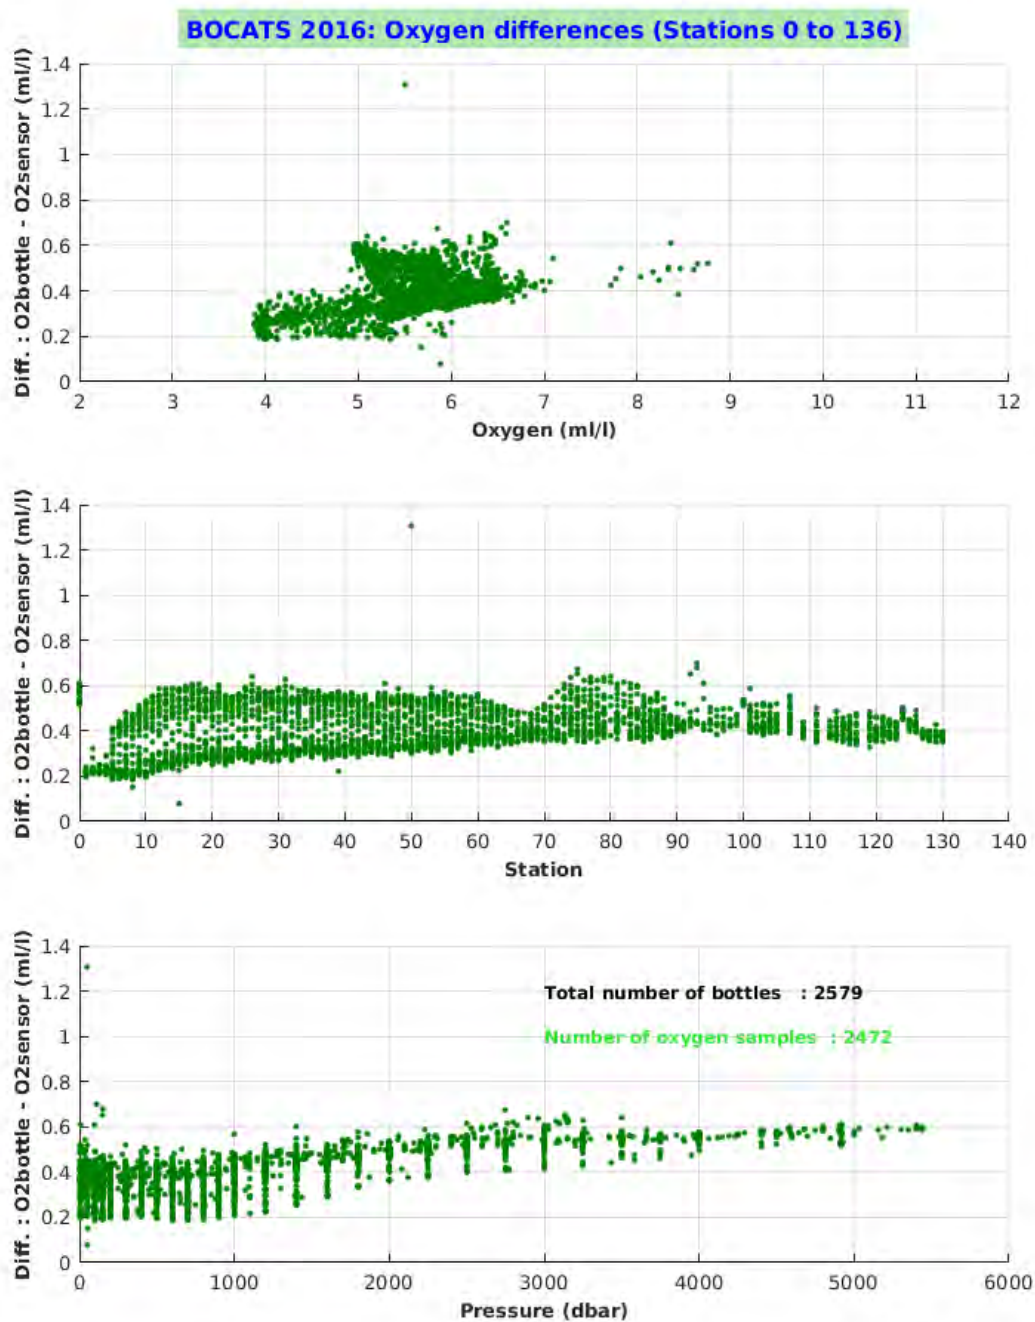 BOCATS 2016: Oxygen differences (Stations 0 to 136)
Diff. : O2bottle - O2sensor (ml/l)
1.4
1.2
1
0.8
0.6
0.4
0.2
0
2 3 4 5 6 7 8 9 10 11 12
Oxygen (ml/l)
Diff. : O2bottle - O2sensor (ml/l)
1.4
1.2
1
0.8
0.6
0.4
0.2
0
0 10 20 30 40 50 60 70 80 90 100 110 120 130 140
Station
Diff. : O2bottle - O2sensor (ml/l)
1.4
1.2
1
0.8
0.6
0.4
0.2
0
Total number of bottles : 2579
Number of oxygen samples : 2472
0 1000 2000 3000 4000 5000 6000
Pressure (dbar)